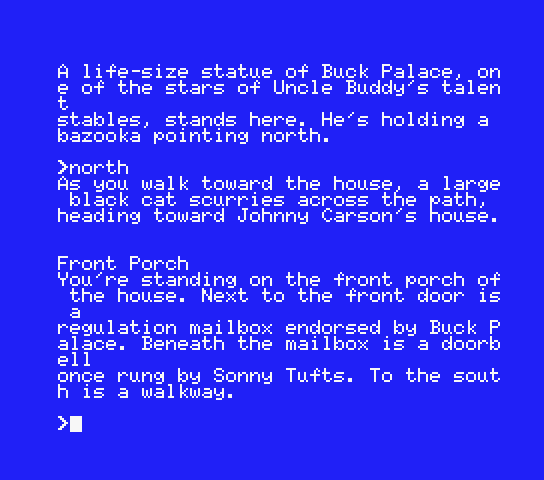 A life-size statue of Buck Palace, on
e of the stars of Uncle Buddy's talen
t
stables, stands here. He's holding a
bazooka pointing north.
>north
As you walk toward the house, a large
 black cat scurries across the path,
heading toward Johnny Carson's house.
Front Porch
You're standing on the front porch of
 the house. Next to the front door is
 a
regulation mailbox endorsed by Buck P
alace. Beneath the mailbox is a doorb
ell
once rung by Sonny Tufts. To the sout
h is a walkway.
>